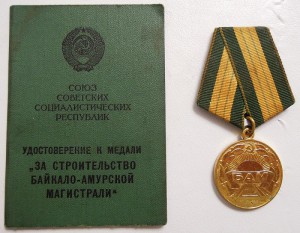 СОЮЗ
СОВЕТСКИХ
СОЦИАЛИСТИЧЕСКИХ
РЕСПУБЛИК
УДОСТОВЕРЕНИЕ К МЕДАЛИ
„ЗА СТРОИТЕЛЬСТВО
БАЙКАЛО-АМУРСКОЙ
МАГИСТРАЛИ“
БАМ